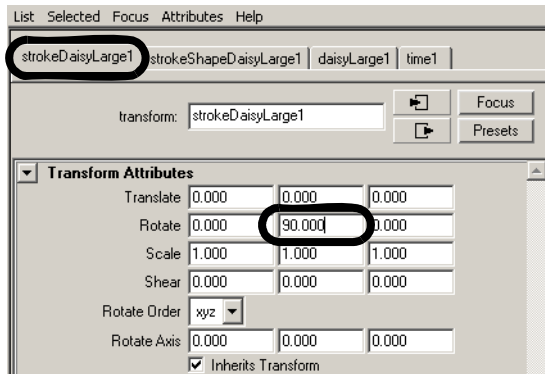 List Selected Focus Attributes Help
strokeDaisyLarge1 strokeShapeDaisyLarge1 daisyLarge1 time1
transform: strokeDaisyLarge1 Focus
Presets
Transform Attributes
Translate 0.000 0.000 0.000
Rotate 0.000 90.000 0.000
Scale 1.000 1.000 1.000
Shear 0.000 0.000 0.000
Rotate Order xyz
Rotate Axis 0.000 0.000 0.000
Inherits Transform